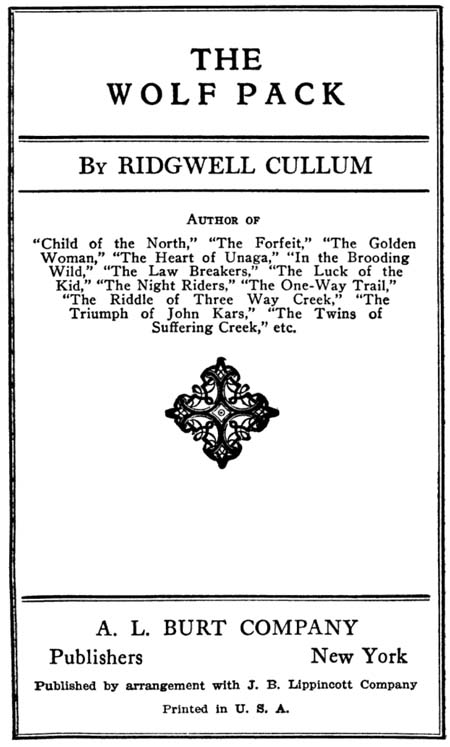 THE
WOLF PACK
BY RIDGWELL CULLUM
AUTHOR OF
"Child of the North," "The Forfeit," "The Golden
Woman," "The Heart of Unaga," "In the Brooding
Wild," "The Law Breakers," "The Luck of the
Kid," "The Night Riders," "The One-Way Trail,"
"The Riddle of Three Way Creek," "The
Triumph of John Kars," "The Twins of
Suffering Creek," etc.
A. L. BURT COMPANY
Publishers New York
Published by arrangement with J. B. Lippincott Company
Printed in U. S. A.